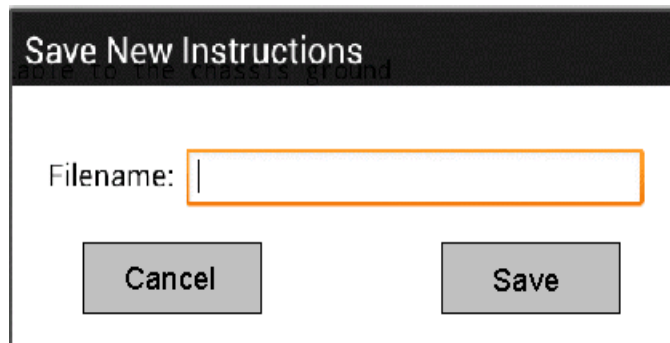 Save New Instructions
able to the chassis ground
Filename:
Cancel
Save